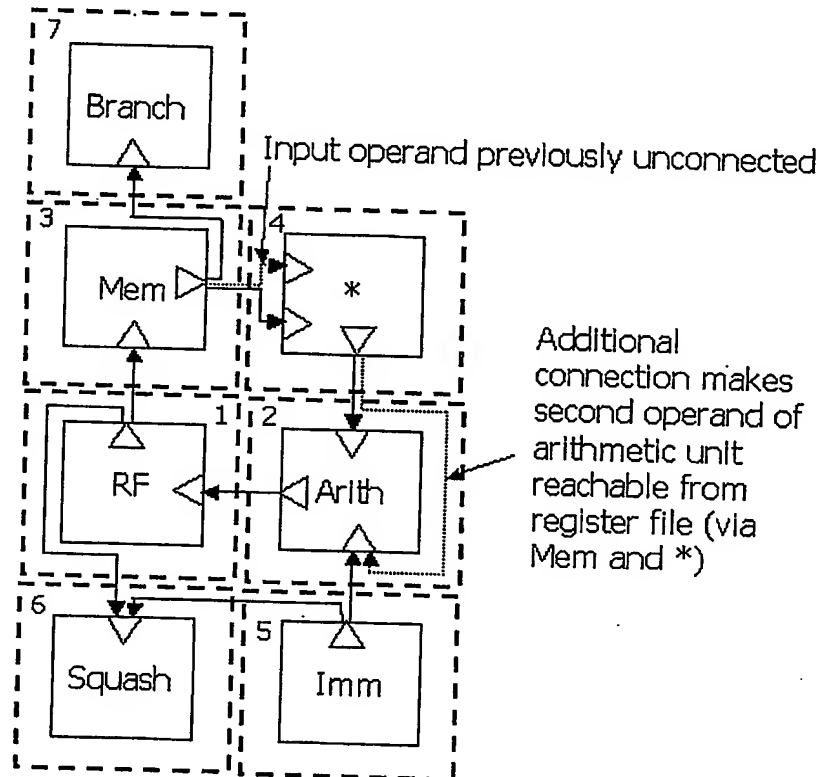 7
Branch
Input operand previously unconnected
3
4
Mem
*
Additional
connection makes
second operand of
arithmetic unit
reachable from
register file (via
Mem and *)
1
2
RF
Arith
6
5
Squash
Imm